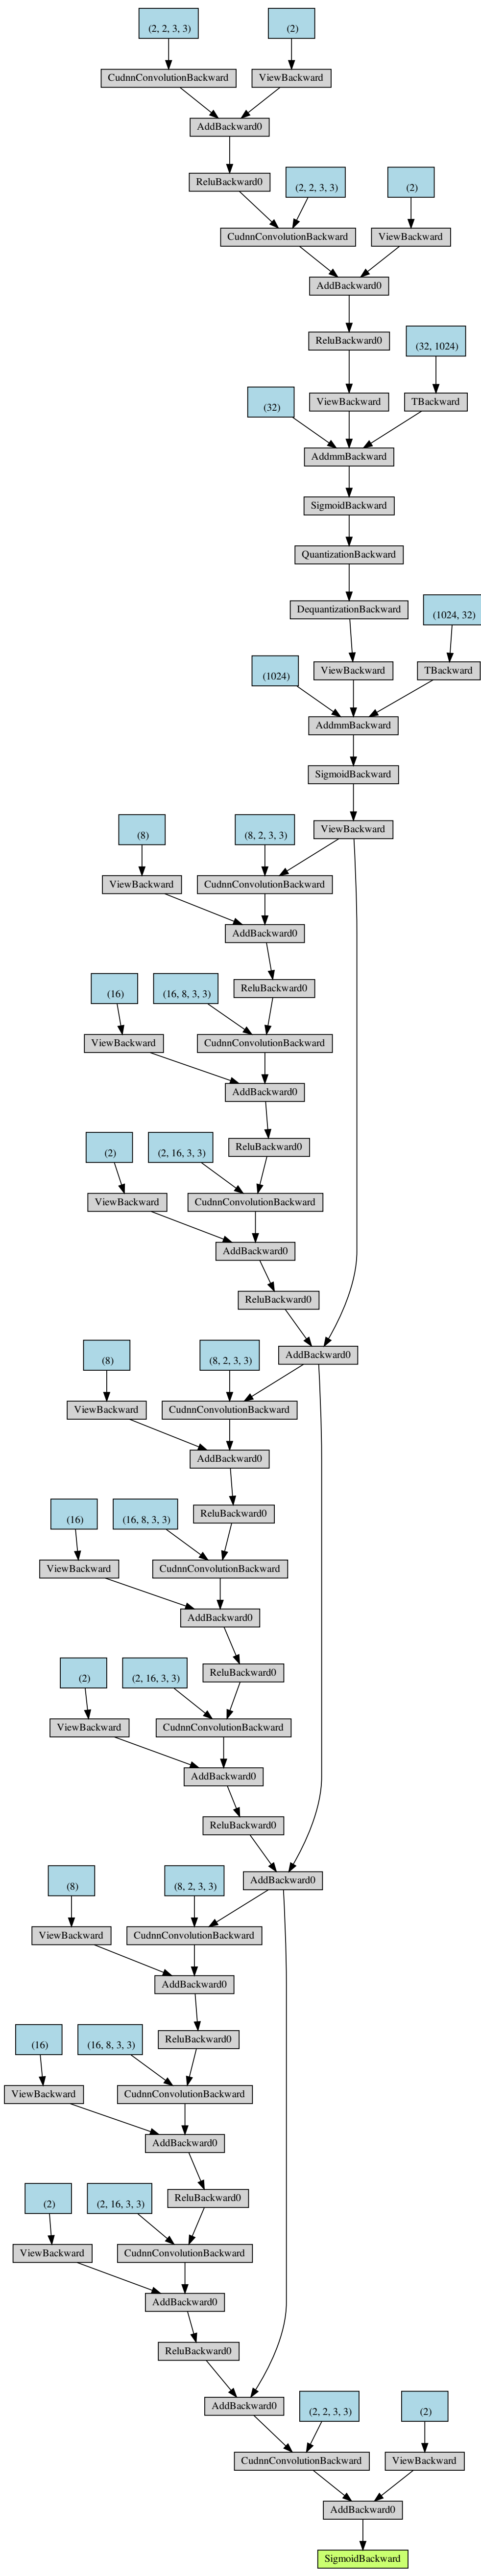 (2, 2, 3, 3)
(2)
CudnnConvolutionBackward
ViewBackward
AddBackward0
ReluBackward0
(2, 2, 3, 3)
(2)
CudnnConvolutionBackward
ViewBackward
AddBackward0
ReluBackward0
(32, 1024)
(32)
ViewBackward
TBackward
AddmmBackward
SigmoidBackward
QuantizationBackward
DequantizationBackward
(1024, 32)
(1024)
ViewBackward
TBackward
AddmmBackward
SigmoidBackward
ViewBackward
(8)
(8, 2, 3, 3)
ViewBackward
CudnnConvolutionBackward
AddBackward0
ReluBackward0
(16)
(16, 8, 3, 3)
ViewBackward
CudnnConvolutionBackward
AddBackward0
ReluBackward0
(2)
(2, 16, 3, 3)
ViewBackward
CudnnConvolutionBackward
AddBackward0
ReluBackward0
AddBackward0
(8)
(8, 2, 3, 3)
ViewBackward
CudnnConvolutionBackward
AddBackward0
ReluBackward0
(16)
(16, 8, 3, 3)
ViewBackward
CudnnConvolutionBackward
AddBackward0
ReluBackward0
(2)
(2, 16, 3, 3)
ViewBackward
CudnnConvolutionBackward
AddBackward0
ReluBackward0
AddBackward0
(8)
(8, 2, 3, 3)
ViewBackward
CudnnConvolutionBackward
AddBackward0
ReluBackward0
(16)
(16, 8, 3, 3)
ViewBackward
CudnnConvolutionBackward
AddBackward0
ReluBackward0
(2)
(2, 16, 3, 3)
ViewBackward
CudnnConvolutionBackward
AddBackward0
ReluBackward0
AddBackward0
(2, 2, 3, 3)
(2)
CudnnConvolutionBackward
ViewBackward
AddBackward0
SigmoidBackward